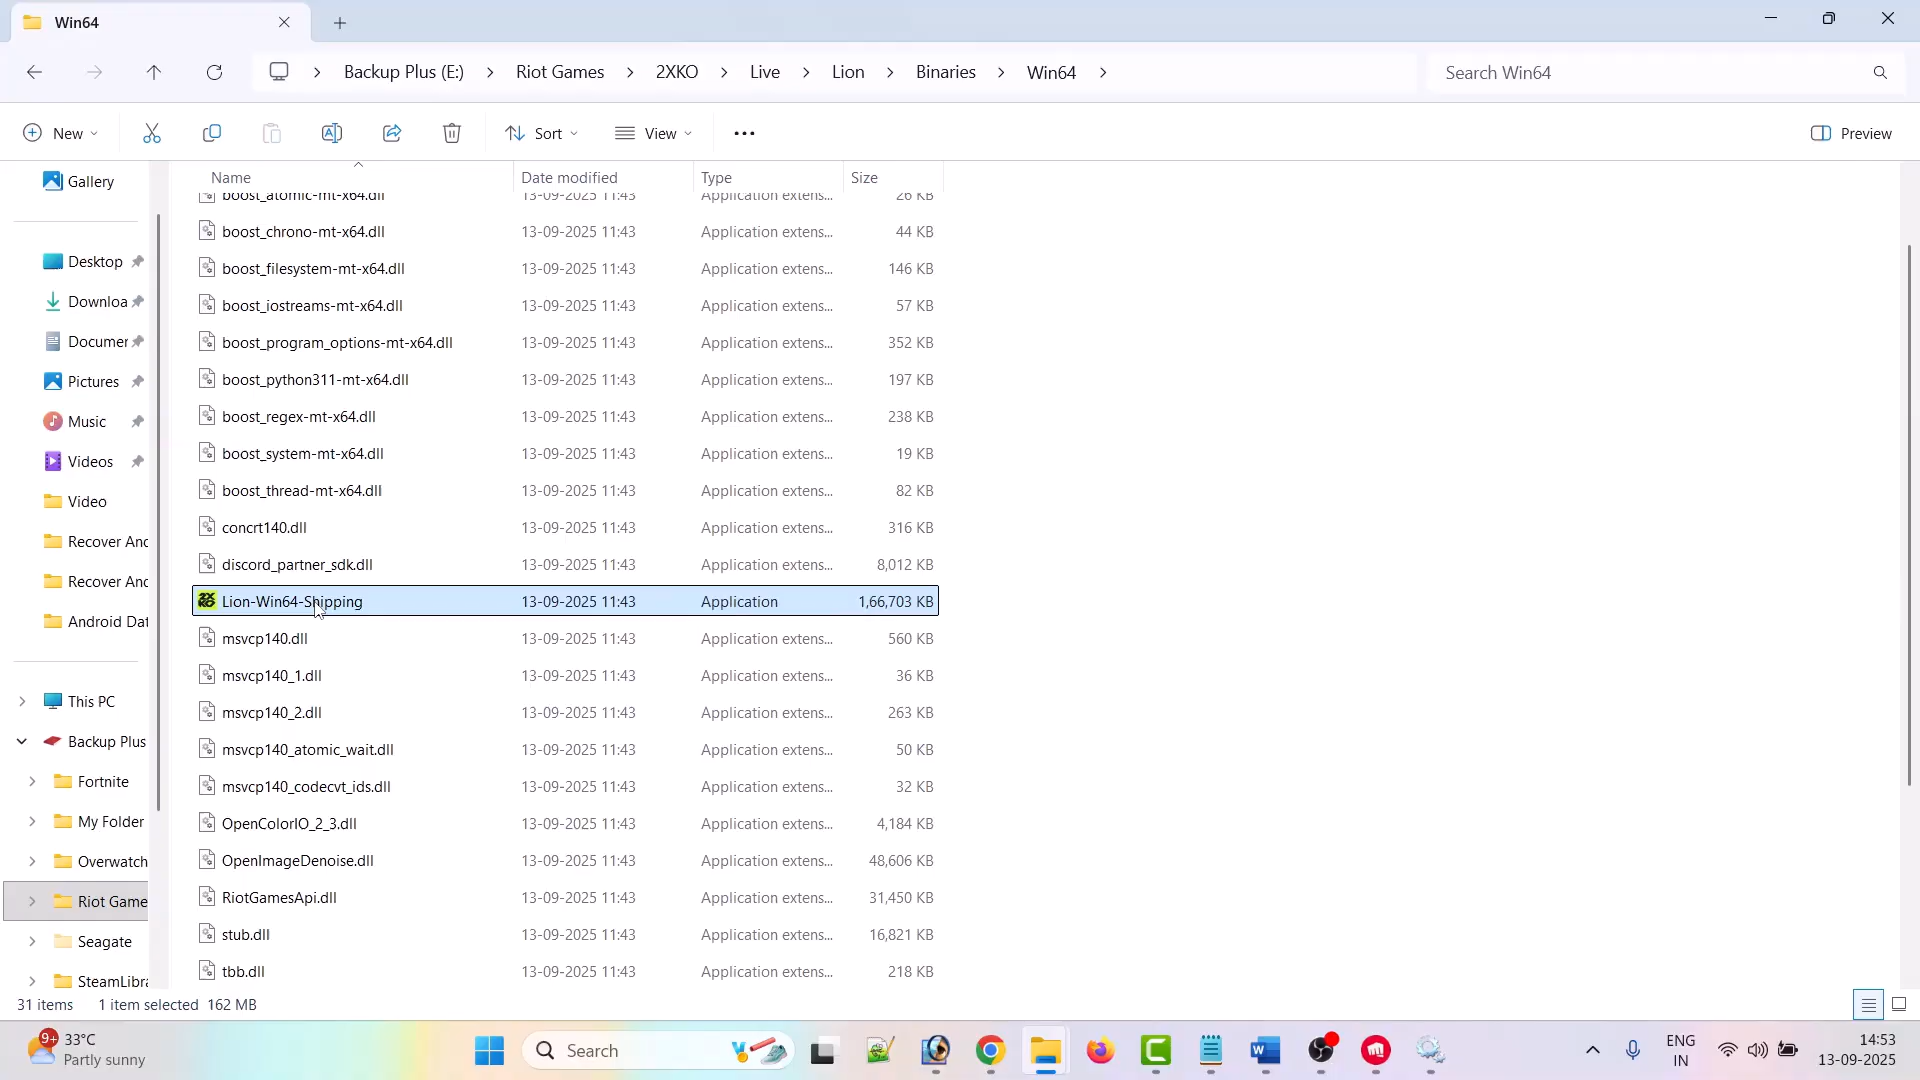 Win64
Backup Plus (E:) > Riot Games > 2XKO > Live > Lion > Binaries > Win64 >
Search Win64
New
Sort
View
Preview
Name
Date modified
Type
Size
Gallery
Desktop
Downloa
Documer
Pictures
Music
Videos
Video
Recover Anc
Recover Anc
Android Dat
This PC
Backup Plus
Fortnite
My Folder
Overwatch
Riot Game
Seagate
SteamLibra
boost_atomic-mt-x64.dll 13-09-2025 11:43 Application extens... 26 KB
boost_chrono-mt-x64.dll 13-09-2025 11:43 Application extens... 44 KB
boost_filesystem-mt-x64.dll 13-09-2025 11:43 Application extens... 146 KB
boost_iostreams-mt-x64.dll 13-09-2025 11:43 Application extens... 57 KB
boost_program_options-mt-x64.dll 13-09-2025 11:43 Application extens... 352 KB
boost_python311-mt-x64.dll 13-09-2025 11:43 Application extens... 197 KB
boost_regex-mt-x64.dll 13-09-2025 11:43 Application extens... 238 KB
boost_system-mt-x64.dll 13-09-2025 11:43 Application extens... 19 KB
boost_thread-mt-x64.dll 13-09-2025 11:43 Application extens... 82 KB
concrt140.dll 13-09-2025 11:43 Application extens... 316 KB
discord_partner_sdk.dll 13-09-2025 11:43 Application extens... 8,012 KB
Lion-Win64-Shipping 13-09-2025 11:43 Application 1,66,703 KB
msvcp140.dll 13-09-2025 11:43 Application extens... 560 KB
msvcp140_1.dll 13-09-2025 11:43 Application extens... 36 KB
msvcp140_2.dll 13-09-2025 11:43 Application extens... 263 KB
msvcp140_atomic_wait.dll 13-09-2025 11:43 Application extens... 50 KB
msvcp140_codecvt_ids.dll 13-09-2025 11:43 Application extens... 32 KB
OpenColorIO_2_3.dll 13-09-2025 11:43 Application extens... 4,184 KB
OpenImageDenoise.dll 13-09-2025 11:43 Application extens... 48,606 KB
RiotGamesApi.dll 13-09-2025 11:43 Application extens... 31,450 KB
stub.dll 13-09-2025 11:43 Application extens... 16,821 KB
tbb.dll 13-09-2025 11:43 Application extens... 218 KB
31 items 1 item selected 162 MB
9+
33°C
Partly sunny
Search
ENG
IN
14:53
13-09-2025